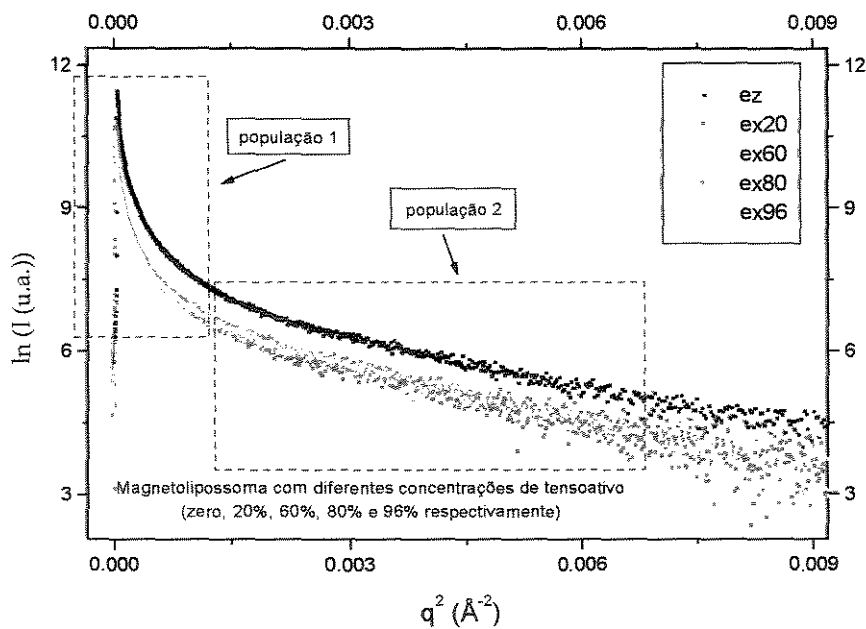 0.000 0.003 0.006 0.009
12 12
9 9
6 6
3 3
ez
ex20
ex60
ex80
ex96
população 1
população 2
ln (I (u.a.))
Magnetolipossoma com diferentes concentrações de tensoativo
(zero, 20%, 60%, 80% e 96% respectivamente)
0.000 0.003 0.006 0.009
q² (Å⁻²)